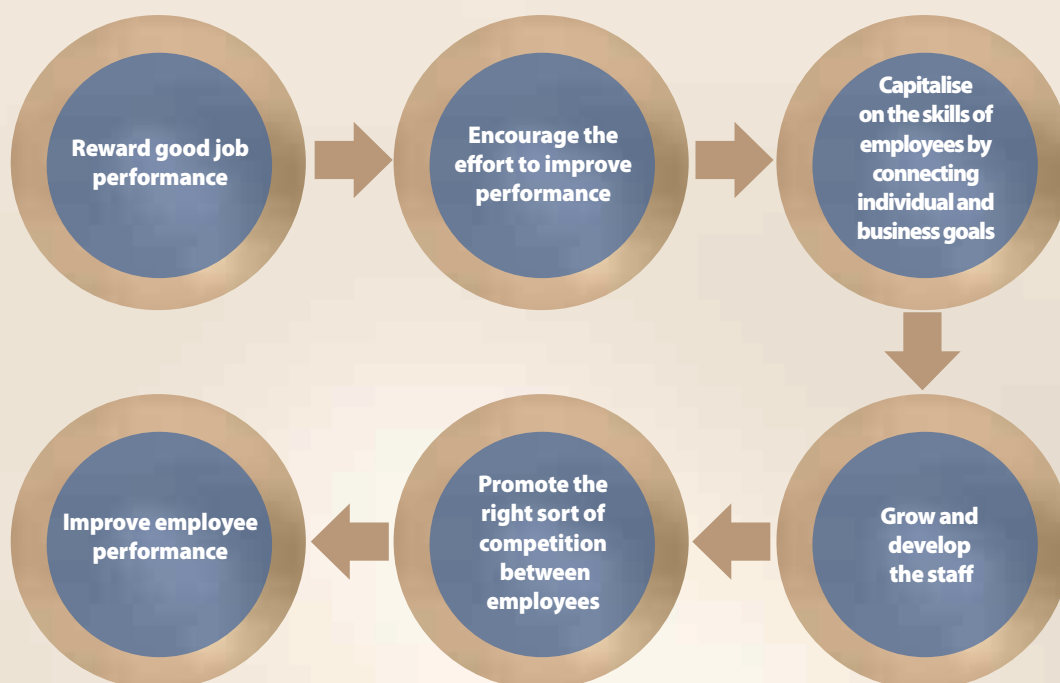 Reward good job
performance
Encourage the
effort to improve
performance
Capitalise
on the skills of
employees by
connecting
individual and
business goals
Grow and
develop
the staff
Promote the
right sort of
competition
between
employees
Improve employee
performance